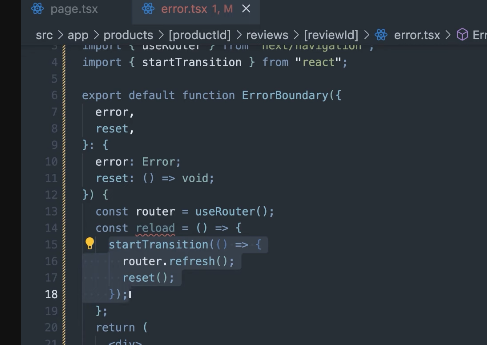 page.tsx error.tsx 1, M
src > app > products > [productId] > reviews > [reviewId] > error.tsx >
3 import { useRouter } from "next/navigation";
4 import { startTransition } from "react";
5
6 export default function ErrorBoundary({
7 error,
8 reset,
9 }: {
10 error: Error;
11 reset: () => void;
12 }) {
13 const router = useRouter();
14 const reload = () => {
15 startTransition(() => {
16 router.refresh();
17 reset();
18 });
19 };
20 return (
21 <div>